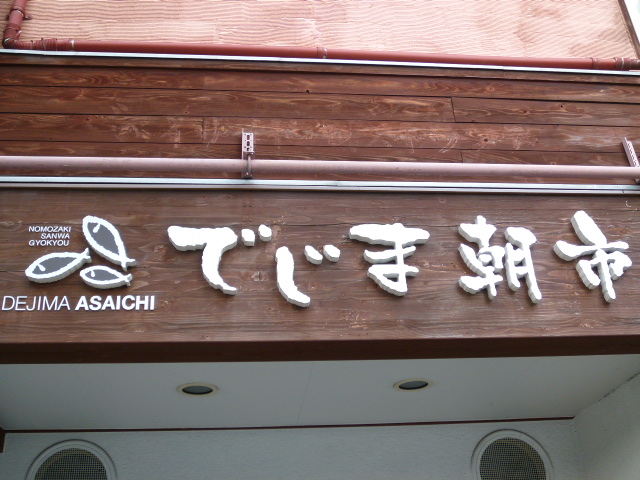 NOMOZAKI
SANWA
GYOKYOU
DEJIMA ASAICHI
でじま朝市